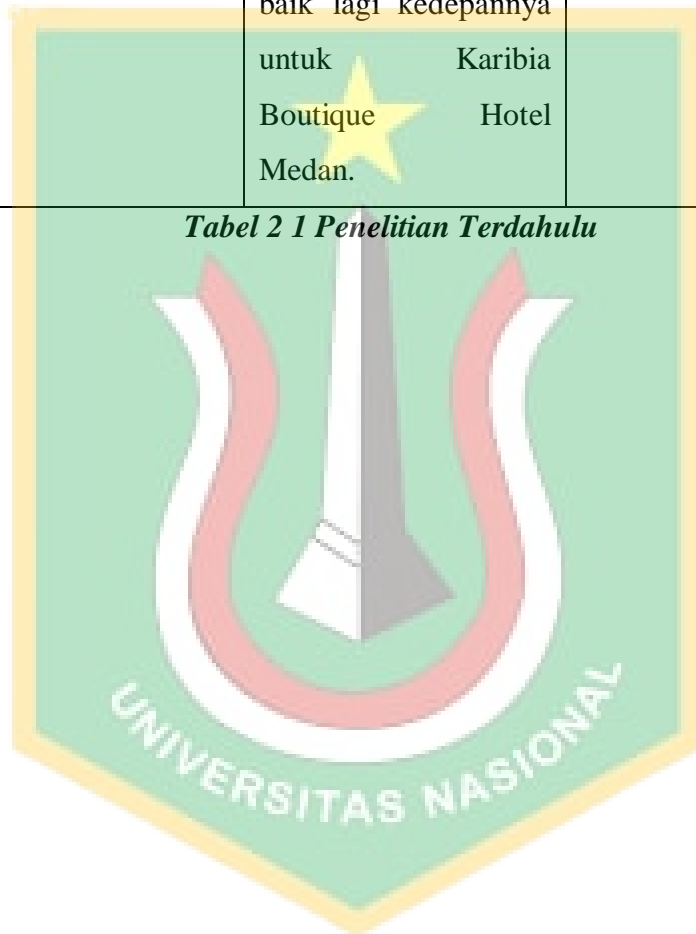 baik lagi kedepannya
untuk Karibia
Boutique Hotel
Medan.
Tabel 2 1 Penelitian Terdahulu
UNIVERSITAS NASIONAL